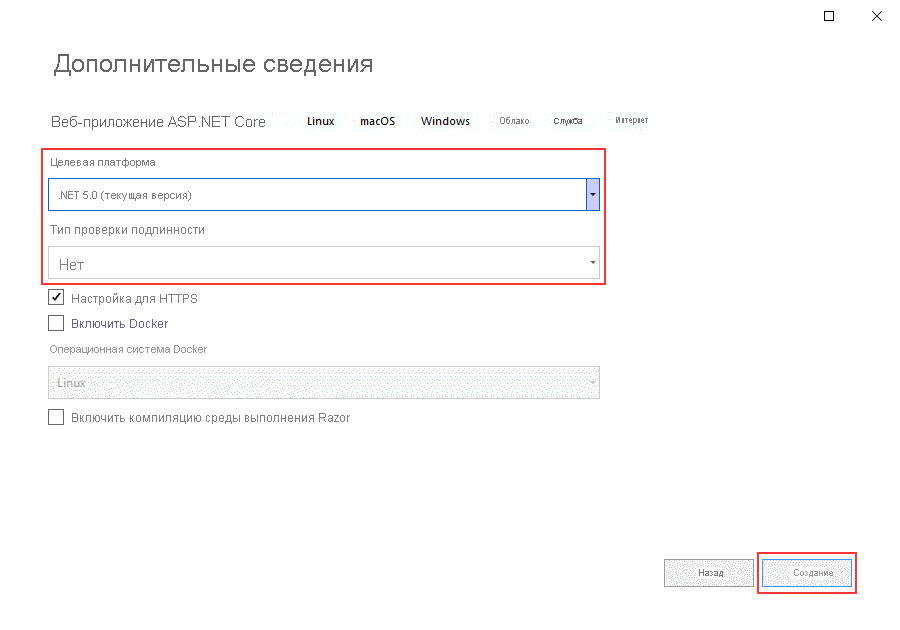 Дополнительные сведения
Веб-приложение ASP.NET Core Linux macOS Windows Облако Служба Интернет
Целевая платформа
.NET 5.0 (текущая версия)
Тип проверки подлинности
Нет
Настройка для HTTPS
Включить Docker
Операционная система Docker
Linux
Включить компиляцию среды выполнения Razor
Назад Создание